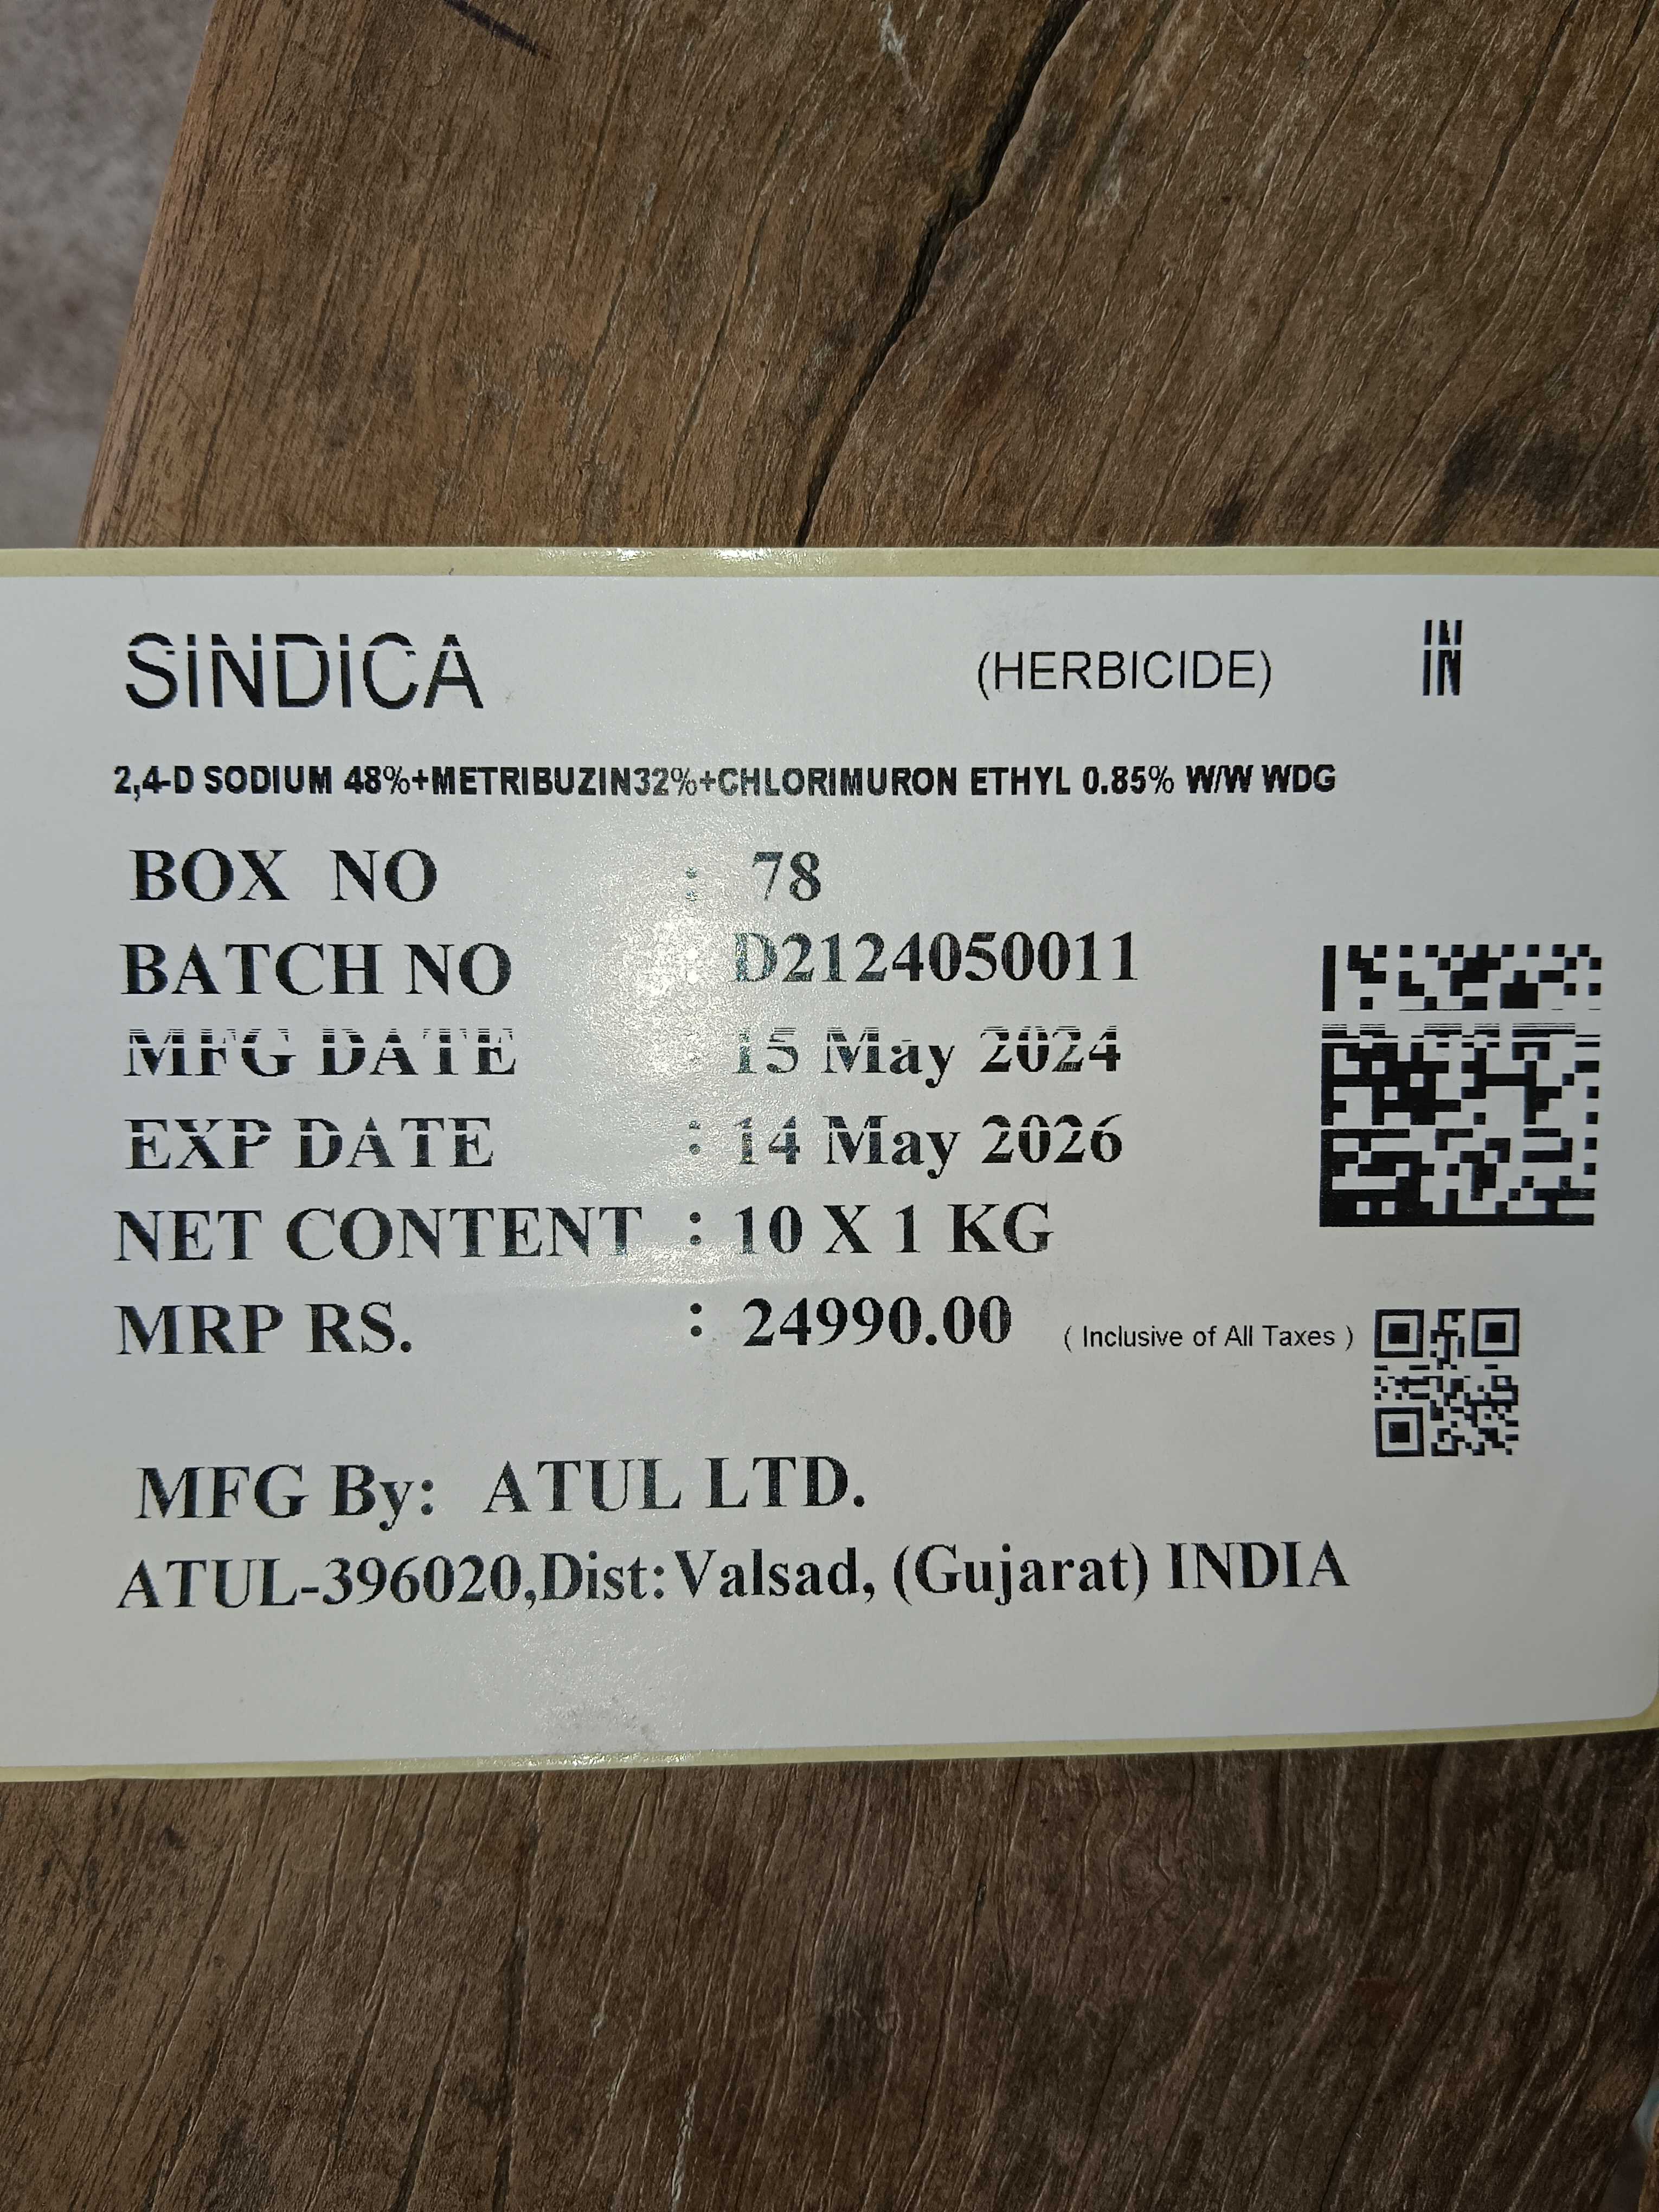 SiNDiCA (HERBICIDE) IN
2,4-D SODIUM 48%+METRIBUZIN32%+CHLORIMURON ETHYL 0.85% W/W WDG
BOX NO : 78
BATCH NO : D2124050011
MFG DATE : 15 May 2024
EXP DATE : 14 May 2026
NET CONTENT : 10 X 1 KG
MRP RS. : 24990.00 ( Inclusive of All Taxes )
MFG By: ATUL LTD.
ATUL-396020,Dist:Valsad, (Gujarat) INDIA